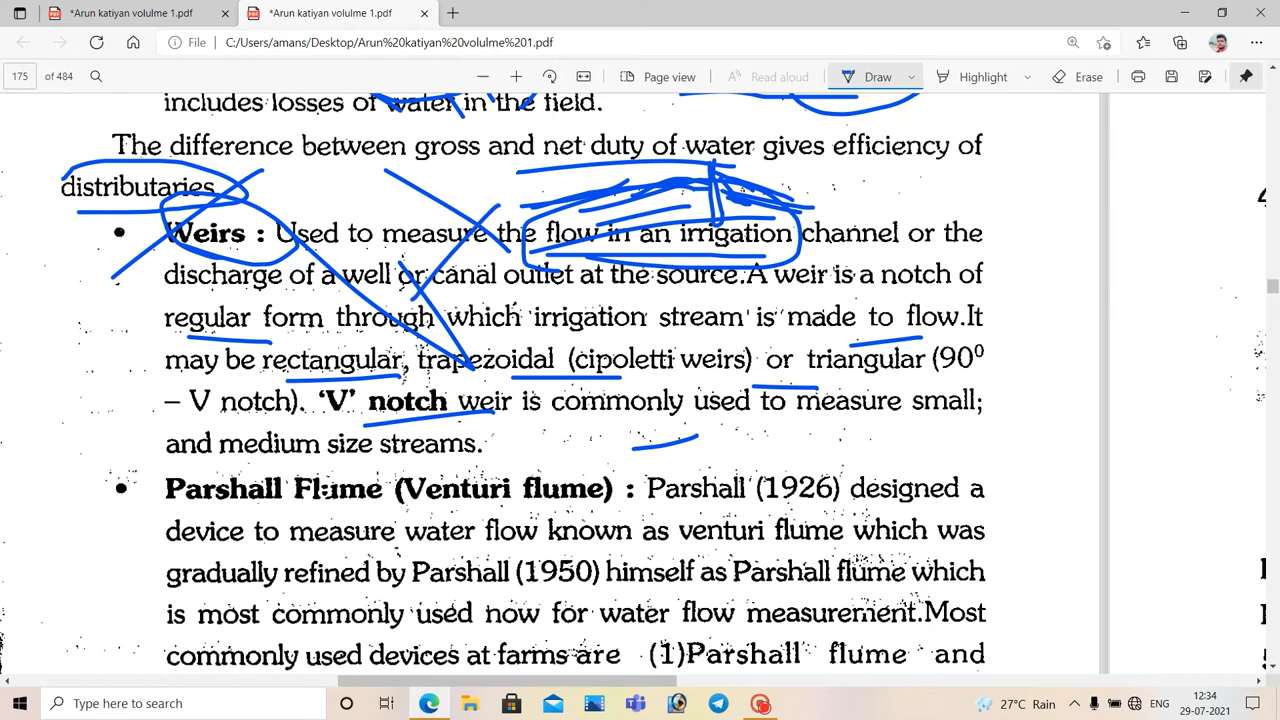 *Arun katiyan volulme 1.pdf
*Arun katiyan volulme 1.pdf
File C:/Users/amans/Desktop/Arun%20katiyan%20volulme%201.pdf
175 of 484 Page view Read aloud Draw Highlight Erase
includes losses of water in the field.
The difference between gross and net duty of water gives efficiency of
distributaries.
• Weirs : Used to measure the flow in an irrigation channel or the
discharge of a well or canal outlet at the source.A weir is a notch of
regular form through which irrigation stream is made to flow.It
may be rectangular, trapezoidal (cipoletti weirs) or triangular (90⁰
– V notch). ‘V’ notch weir is commonly used to measure small;
and medium size streams.
• Parshall Flume (Venturi flume) : Parshall (1926) designed a
device to measure water flow known as venturi flume which was
gradually refined by Parshall (1950) himself as Parshall flume which
is most commonly used now for water flow measurement.Most
commonly used devices at farms are (1)Parshall flume and
Type here to search
27°C Rain ENG 12:34
29-07-2021